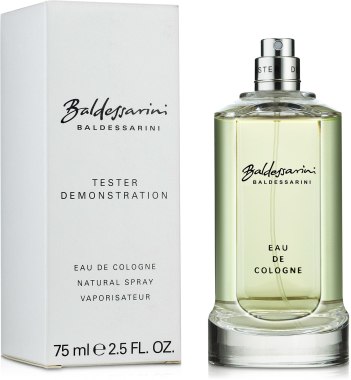 Baldessarini
BALDESSARINI
TESTER
DEMONSTRATION
EAU DE COLOGNE
NATURAL SPRAY
VAPORISATEUR
75 ml ℮ 2.5 FL. OZ.
STER D
Baldessarini
BALDESSARINI
EAU
DE
COLOGNE